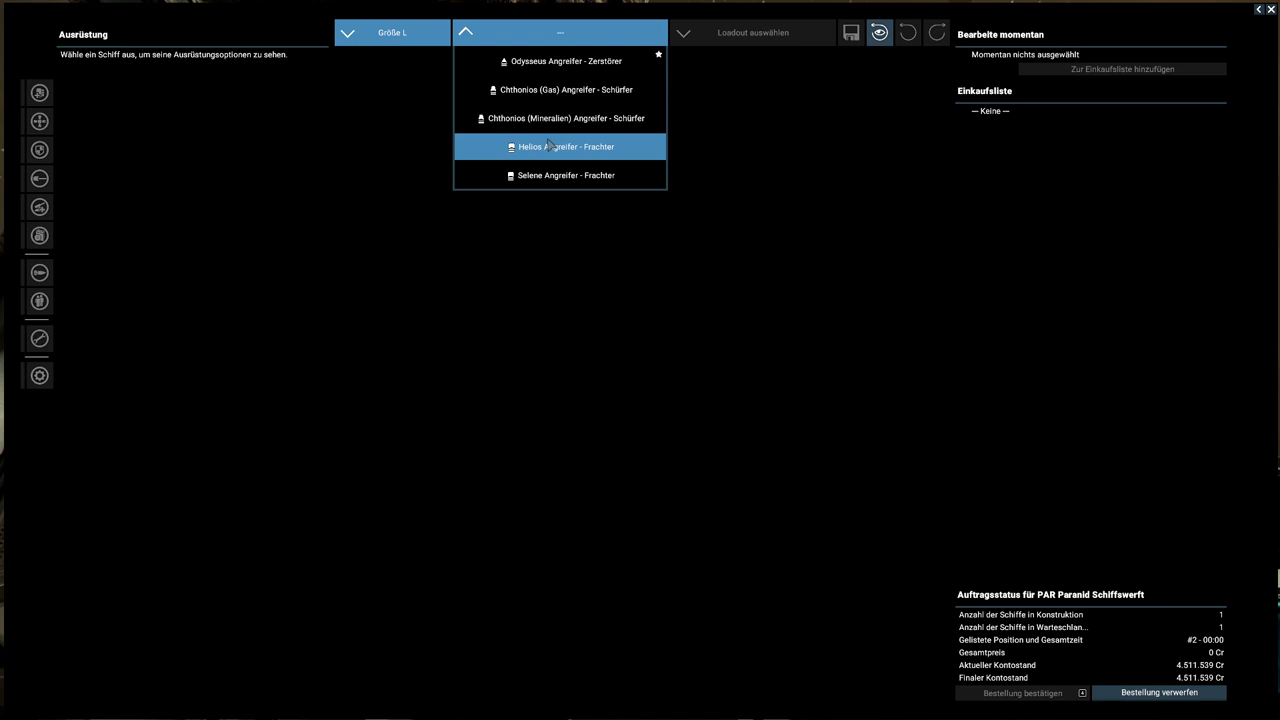 Ausrüstung
Wähle ein Schiff aus, um seine Ausrüstungsoptionen zu sehen.
Größe L
---
Loadout auswählen
Odysseus Angreifer - Zerstörer
Chthonios (Gas) Angreifer - Schürfer
Chthonios (Mineralien) Angreifer - Schürfer
Helios Angreifer - Frachter
Selene Angreifer - Frachter
Bearbeite momentan
Momentan nichts ausgewählt
Zur Einkaufsliste hinzufügen
Einkaufsliste
— Keine —
Auftragsstatus für PAR Paranid Schiffswerft
Anzahl der Schiffe in Konstruktion 1
Anzahl der Schiffe in Warteschlan... 1
Gelistete Position und Gesamtzeit #2 - 00:00
Gesamtpreis 0 Cr
Aktueller Kontostand 4.511.539 Cr
Finaler Kontostand 4.511.539 Cr
Bestellung bestätigen
Bestellung verwerfen